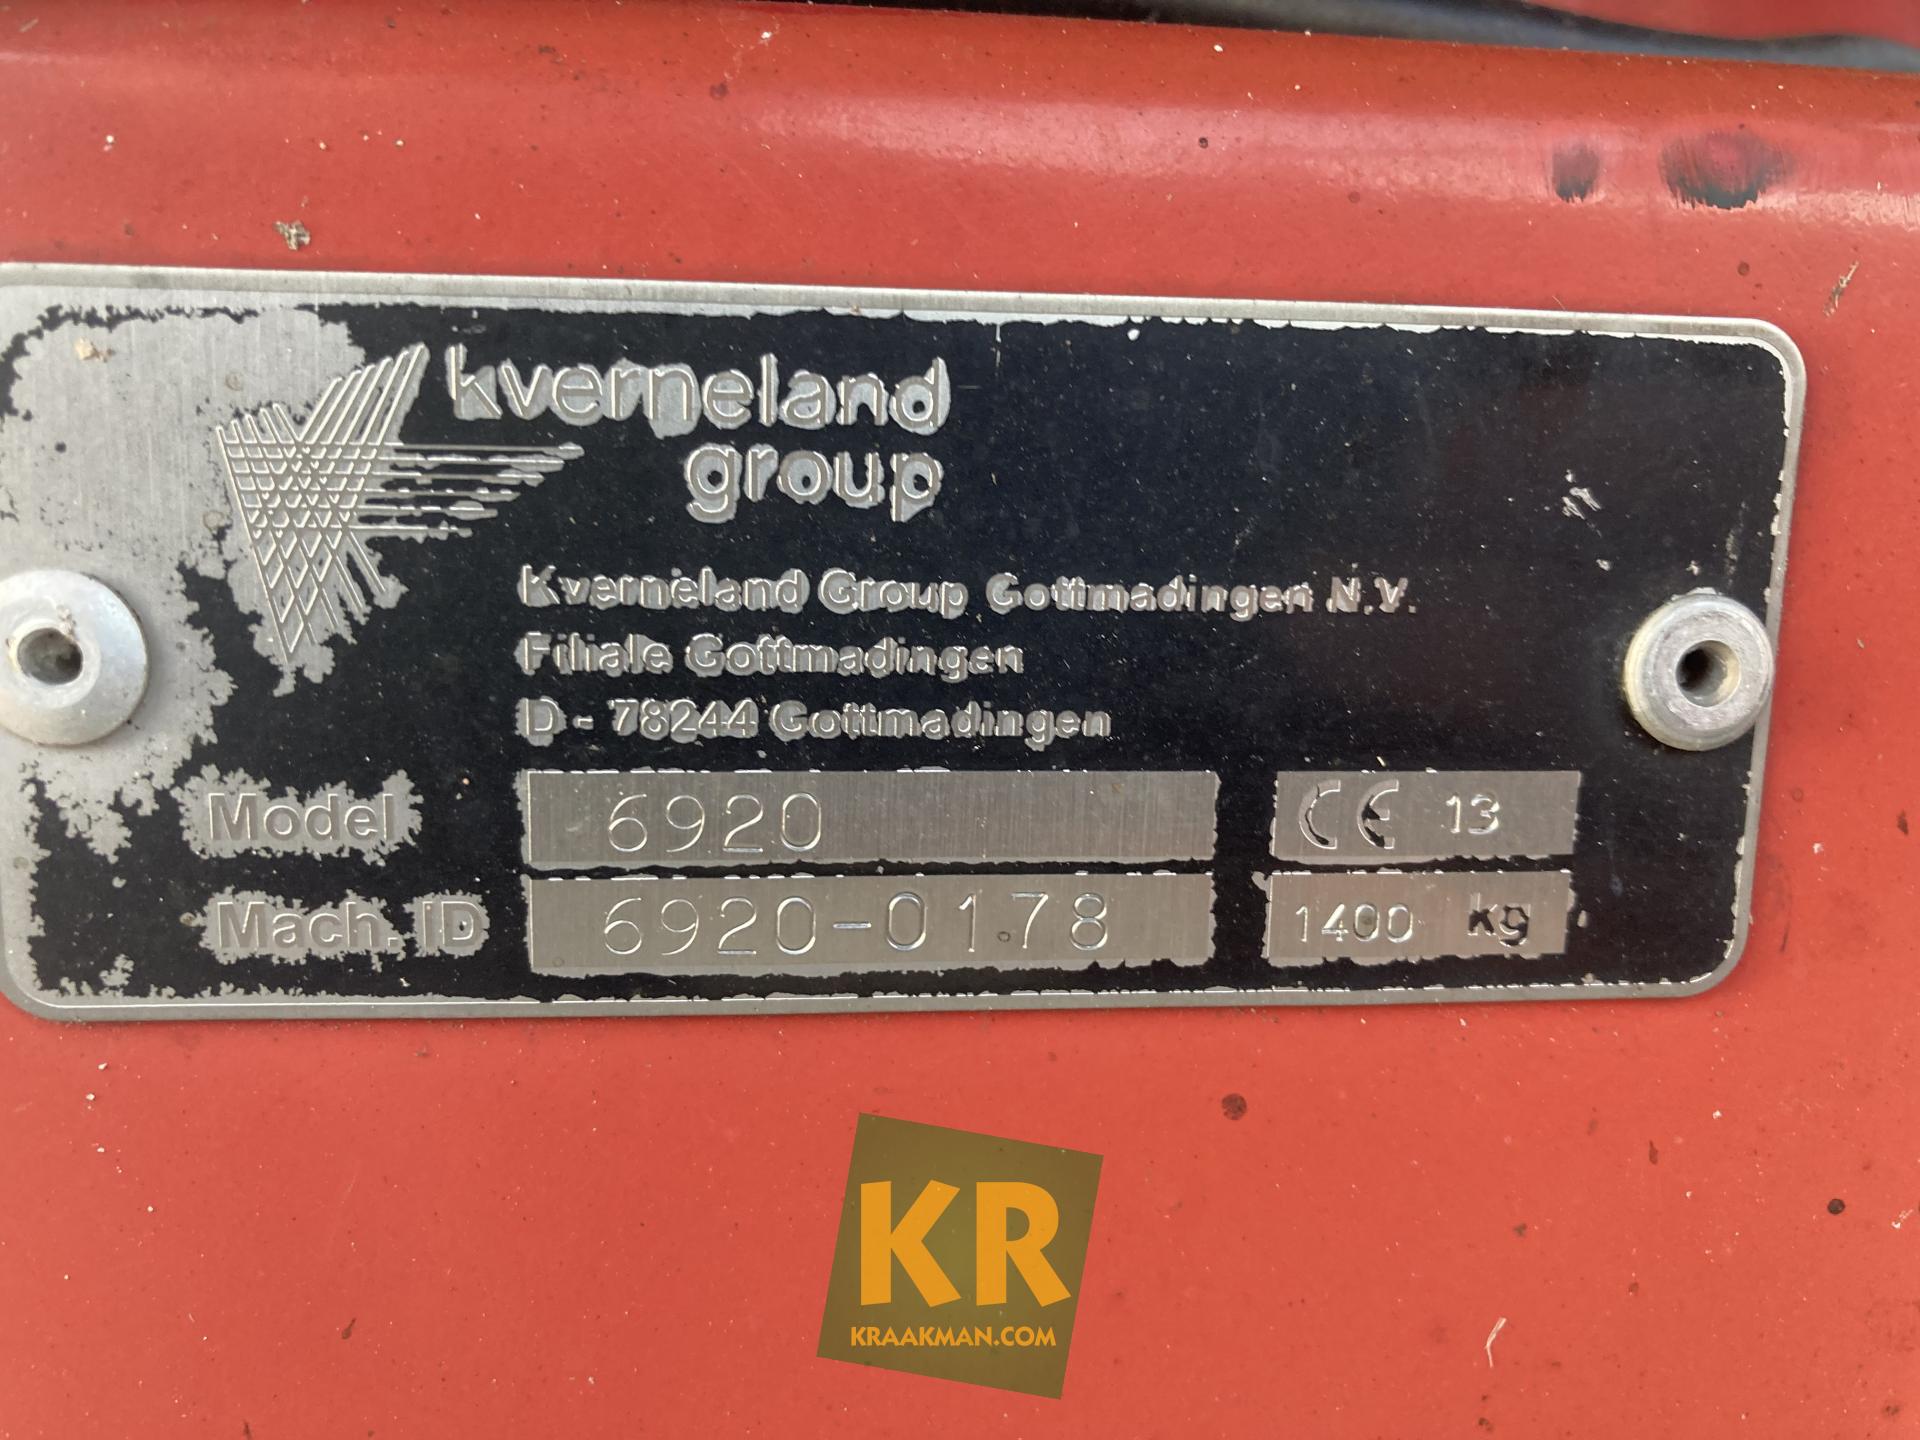 kverneland
group
Kverneland Group Gottmadingen N.V.
Filiale Gottmadingen
D - 78244 Gottmadingen
Model 6920 CE 13
Mach. ID 6920-0178 1400 kg
KR
KRAAKMAN.COM